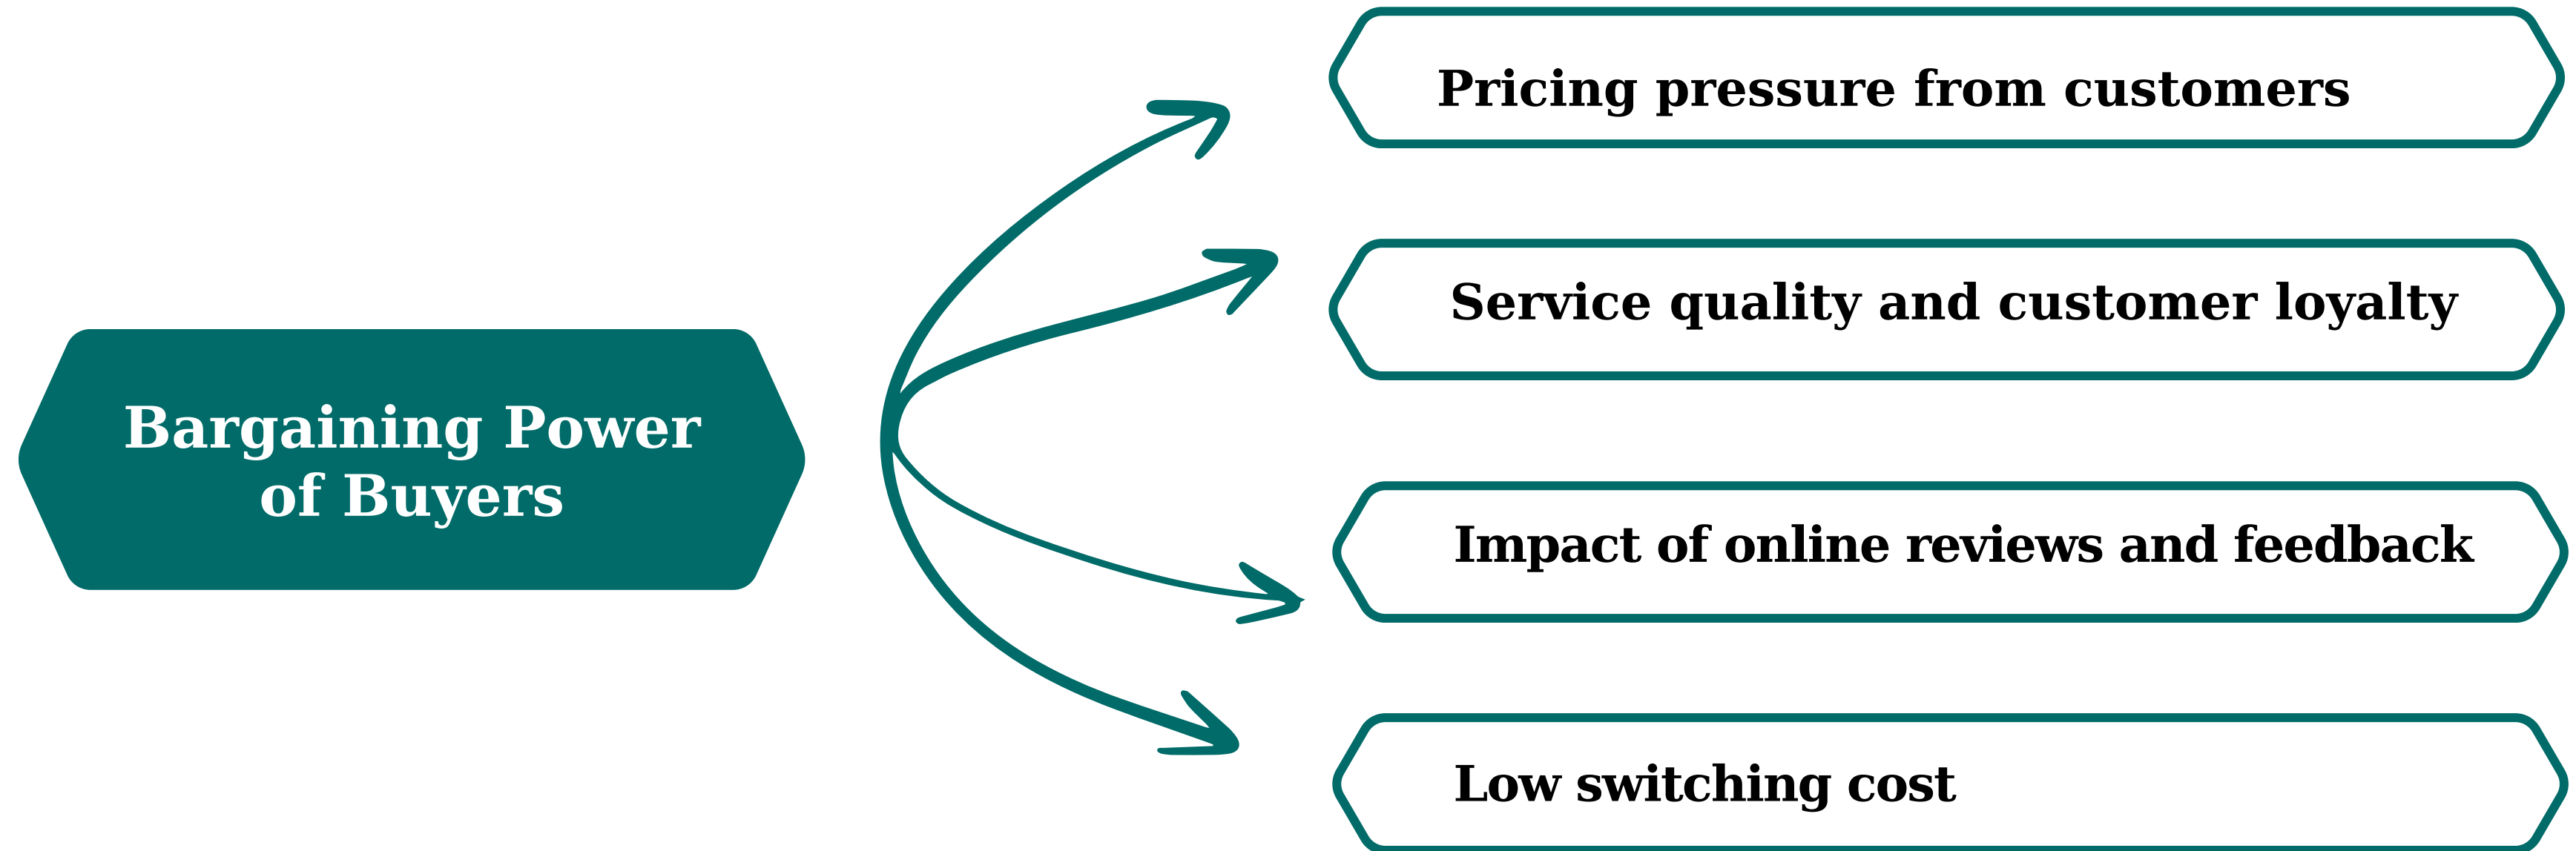 Bargaining Power
of Buyers
Pricing pressure from customers
Service quality and customer loyalty
Impact of online reviews and feedback
Low switching cost